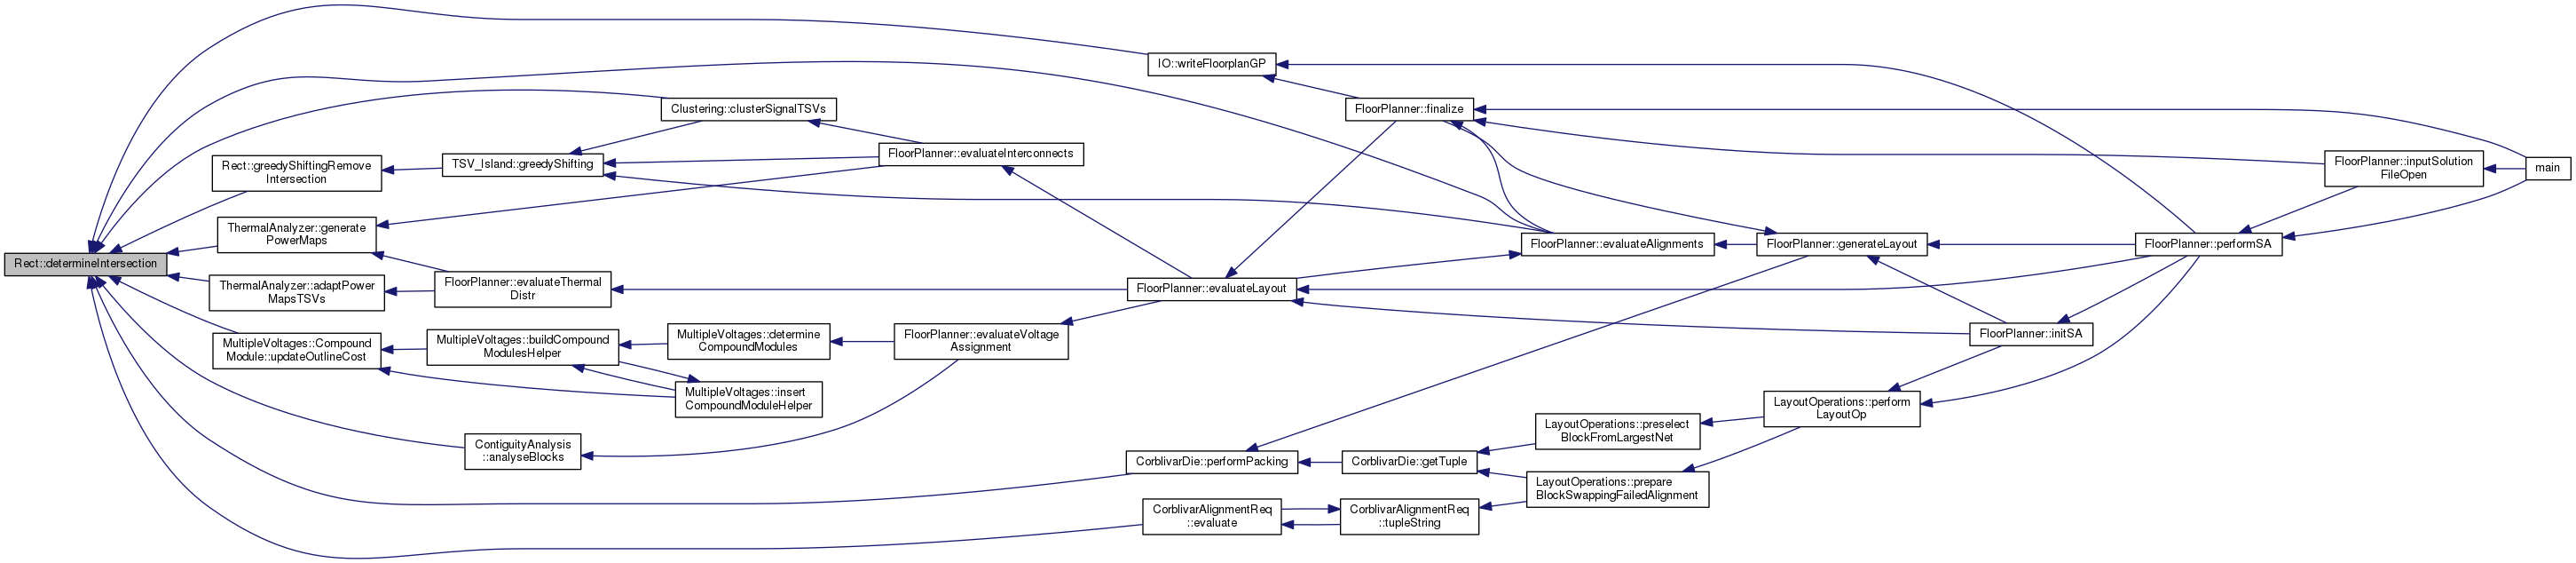 Rect::determineIntersection
IO::writeFloorplanGP
Clustering::clusterSignalTSVs
Rect::greedyShiftingRemove
Intersection
TSV_Island::greedyShifting
ThermalAnalyzer::generate
PowerMaps
ThermalAnalyzer::adaptPower
MapsTSVs
FloorPlanner::evaluateThermal
Distr
MultipleVoltages::Compound
Module::updateOutlineCost
MultipleVoltages::buildCompound
ModulesHelper
MultipleVoltages::determine
CompoundModules
MultipleVoltages::insert
CompoundModuleHelper
ContiguityAnalysis
::analyseBlocks
FloorPlanner::evaluateInterconnects
FloorPlanner::evaluateVoltage
Assignment
FloorPlanner::evaluateLayout
CorblivarDie::performPacking
CorblivarAlignmentReq
::evaluate
FloorPlanner::finalize
CorblivarDie::getTuple
CorblivarAlignmentReq
::tupleString
FloorPlanner::evaluateAlignments
LayoutOperations::preselect
BlockFromLargestNet
LayoutOperations::prepare
BlockSwappingFailedAlignment
FloorPlanner::generateLayout
LayoutOperations::perform
LayoutOp
FloorPlanner::initSA
FloorPlanner::performSA
FloorPlanner::inputSolution
FileOpen
main